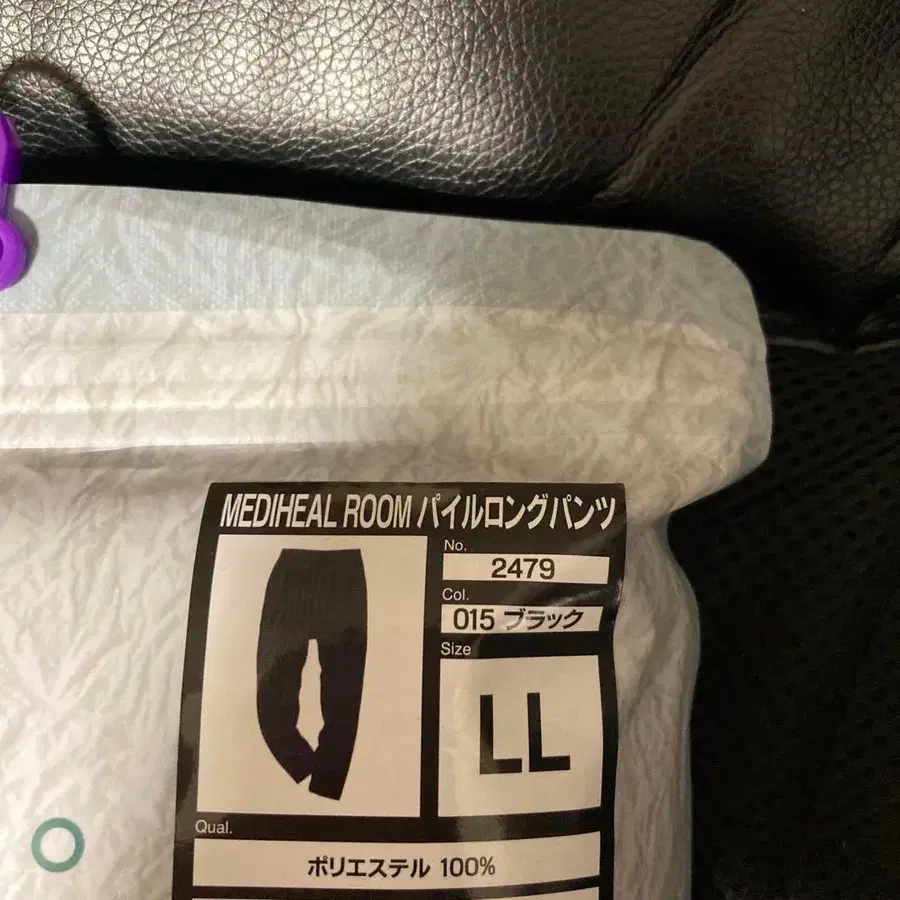 MEDIHEAL ROOM パイルロングパンツ
No.
2479
Col.
015 ブラック
Size
LL
Qual.
ポリエステル 100%